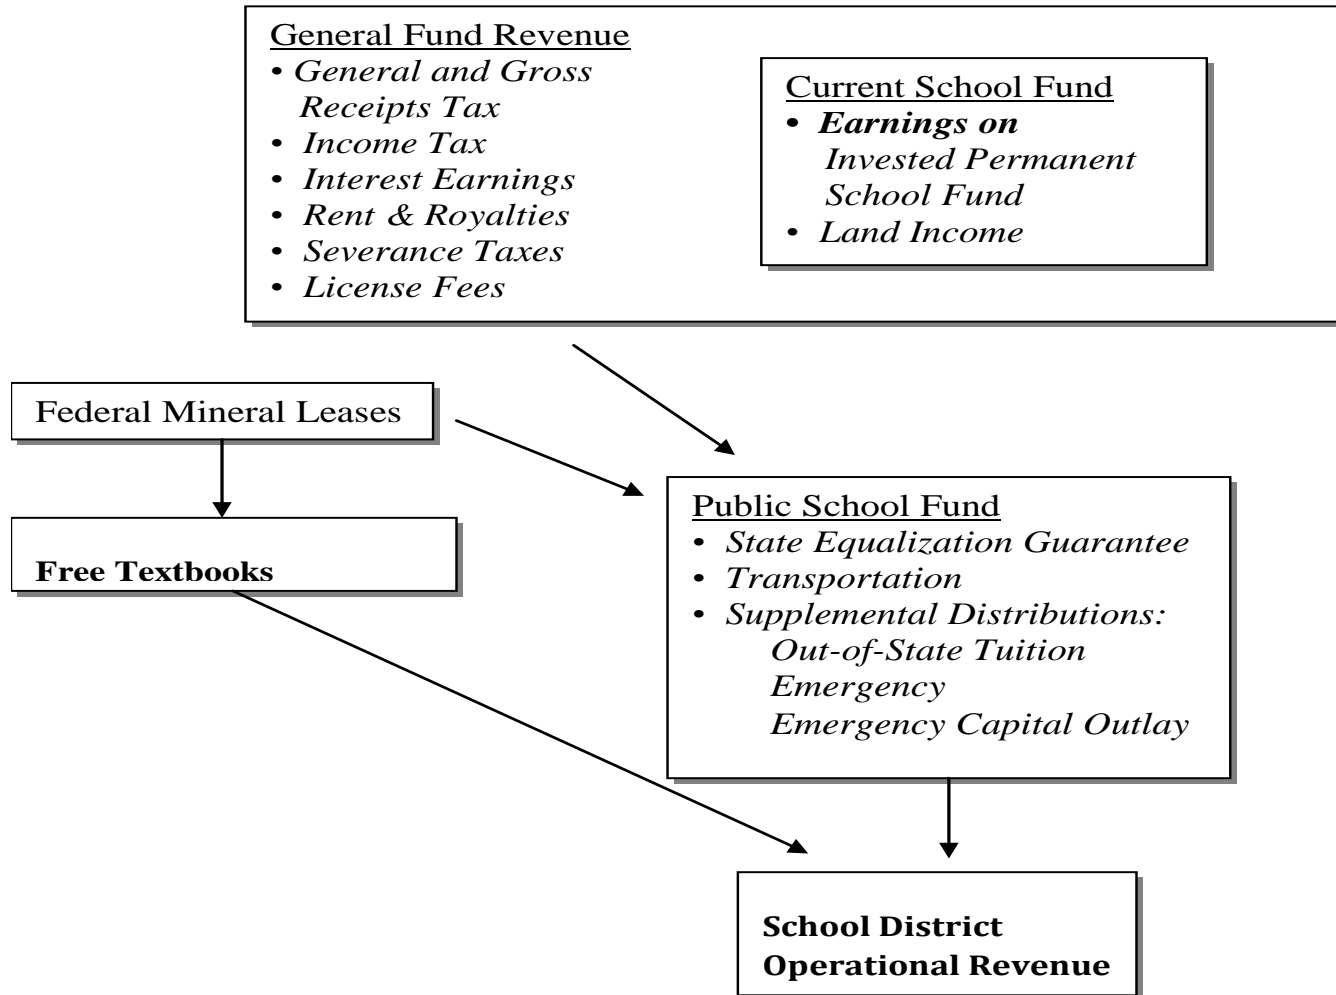 General Fund Revenue
• General and Gross
Receipts Tax
• Income Tax
• Interest Earnings
• Rent & Royalties
• Severance Taxes
• License Fees
Current School Fund
• Earnings on
Invested Permanent
School Fund
• Land Income
Federal Mineral Leases
Free Textbooks
Public School Fund
• State Equalization Guarantee
• Transportation
• Supplemental Distributions:
Out-of-State Tuition
Emergency
Emergency Capital Outlay
School District
Operational Revenue